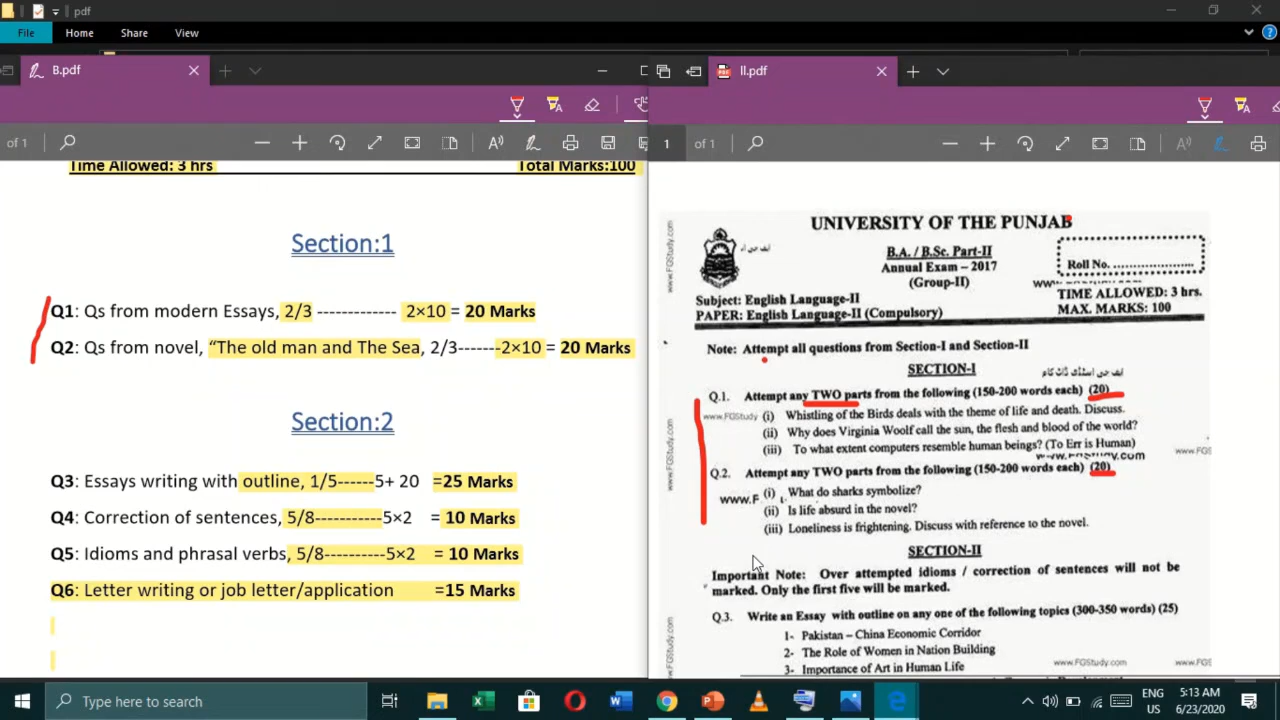 pdf
File Home Share View
B.pdf
of 1
Time Allowed: 3 hrs Total Marks:100
Section:1
Q1: Qs from modern Essays, 2/3 ------------ 2×10 = 20 Marks
Q2: Qs from novel, “The old man and The Sea, 2/3-------2×10 = 20 Marks
Section:2
Q3: Essays writing with outline, 1/5------5+ 20 =25 Marks
Q4: Correction of sentences, 5/8----------5×2 = 10 Marks
Q5: Idioms and phrasal verbs, 5/8----------5×2 = 10 Marks
Q6: Letter writing or job letter/application =15 Marks
II.pdf
1 of 1
UNIVERSITY OF THE PUNJAB
B.A. / B.Sc. Part-II
Annual Exam – 2017
(Group-II)
Roll No. ........................
www.
Subject: English Language-II
TIME ALLOWED: 3 hrs.
PAPER: English Language-II (Compulsory)
MAX. MARKS: 100
Note: Attempt all questions from Section-I and Section-II
SECTION-I
ایف جی اسٹڈی ڈاٹ کام
Q.1. Attempt any TWO parts from the following (150-200 words each) (20)
www.FGStudy (i) Whistling of the Birds deals with the theme of life and death. Discuss.
(ii) Why does Virginia Woolf call the sun, the flesh and blood of the world?
(iii) To what extent computers resemble human beings? (To Err is Human)
Q.2. Attempt any TWO parts from the following (150-200 words each) (20)
WWW.F (i) What do sharks symbolize?
(ii) Is life absurd in the novel?
(iii) Loneliness is frightening. Discuss with reference to the novel.
SECTION-II
Important Note: Over attempted idioms / correction of sentences will not be
marked. Only the first five will be marked.
Q.3. Write an Essay with outline on any one of the following topics (300-350 words) (25)
1- Pakistan – China Economic Corridor
2- The Role of Women in Nation Building
3- Importance of Art in Human Life
www.FGStudy.com
www.FGS
www.FGStudy.com
Type here to search
ENG
US
5:13 AM
6/23/2020